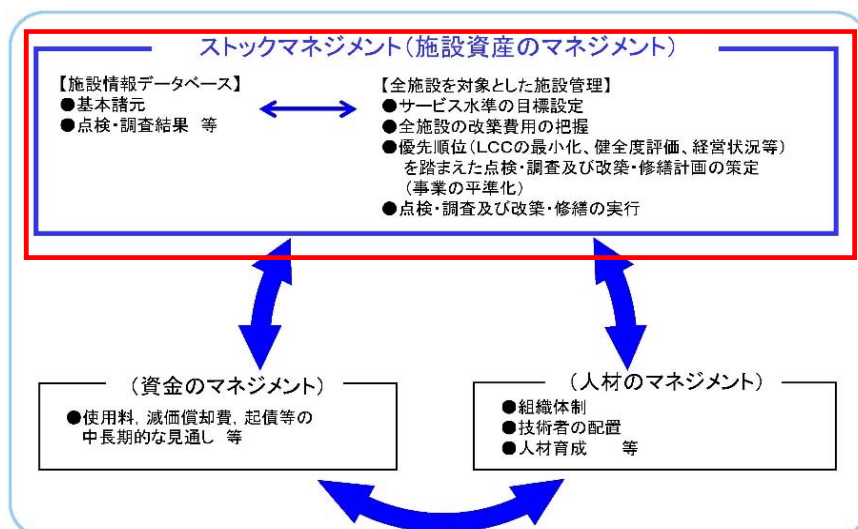 ストックマネジメント(施設資産のマネジメント)
【施設情報データベース】
●基本諸元
●点検・調査結果 等
【全施設を対象とした施設管理】
●サービス水準の目標設定
●全施設の改築費用の把握
●優先順位(LCCの最小化、健全度評価、経営状況等)
を踏まえた点検・調査及び改築・修繕計画の策定
(事業の平準化)
●点検・調査及び改築・修繕の実行
(資金のマネジメント)
●使用料,減価償却費,起債等の
中長期的な見通し 等
(人材のマネジメント)
●組織体制
●技術者の配置
●人材育成 等